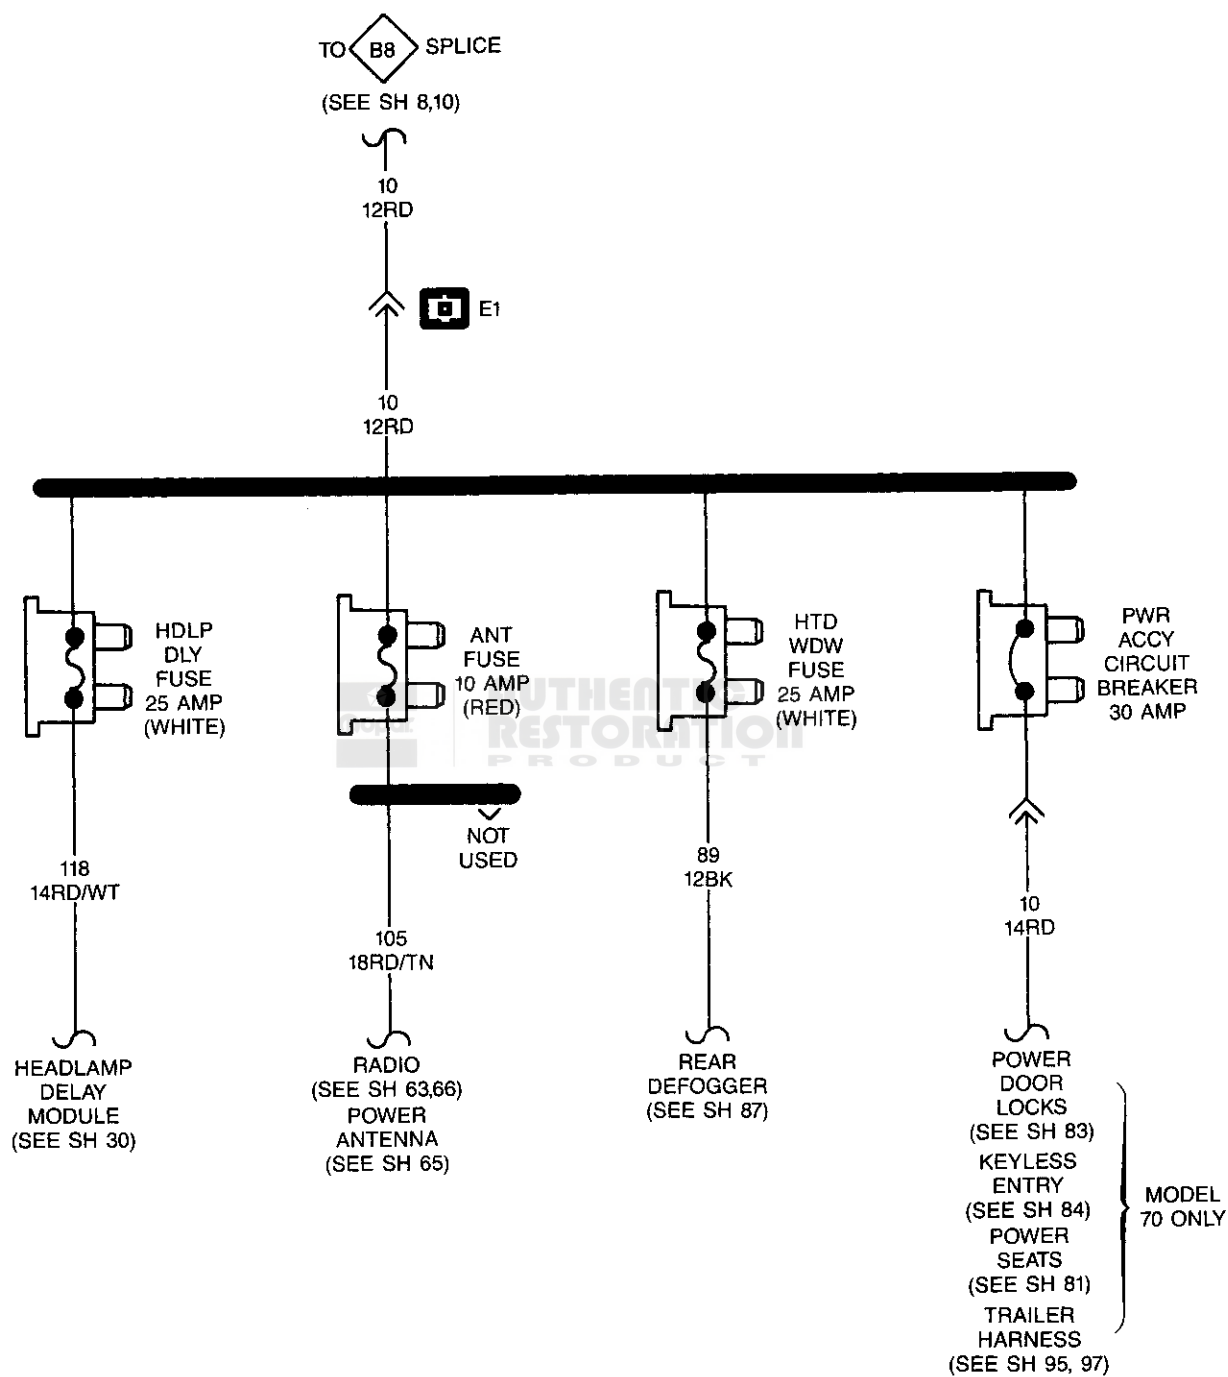 TO B8 SPLICE
(SEE SH 8,10)
10
12RD
E1
10
12RD
HDLP
DLY
FUSE
25 AMP
(WHITE)
ANT
FUSE
10 AMP
(RED)
HTD
WDW
FUSE
25 AMP
(WHITE)
PWR
ACCY
CIRCUIT
BREAKER
30 AMP
AUTHENTIC
RESTORATION
PRODUCT
NOT
USED
118
14RD/WT
105
18RD/TN
89
12BK
10
14RD
HEADLAMP
DELAY
MODULE
(SEE SH 30)
RADIO
(SEE SH 63,66)
POWER
ANTENNA
(SEE SH 65)
REAR
DEFOGGER
(SEE SH 87)
POWER
DOOR
LOCKS
(SEE SH 83)
KEYLESS
ENTRY
(SEE SH 84)
POWER
SEATS
(SEE SH 81)
TRAILER
HARNESS
(SEE SH 95, 97)
MODEL
70 ONLY